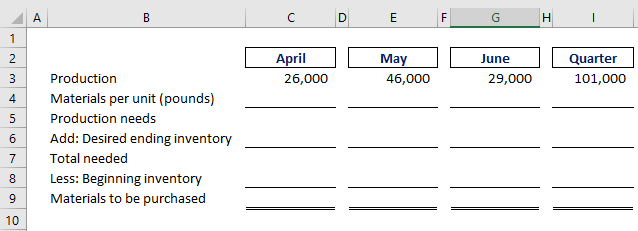 A B C D E F G H I
1
2 April May June Quarter
3 Production 26,000 46,000 29,000 101,000
4 Materials per unit (pounds)
5 Production needs
6 Add: Desired ending inventory
7 Total needed
8 Less: Beginning inventory
9 Materials to be purchased
10